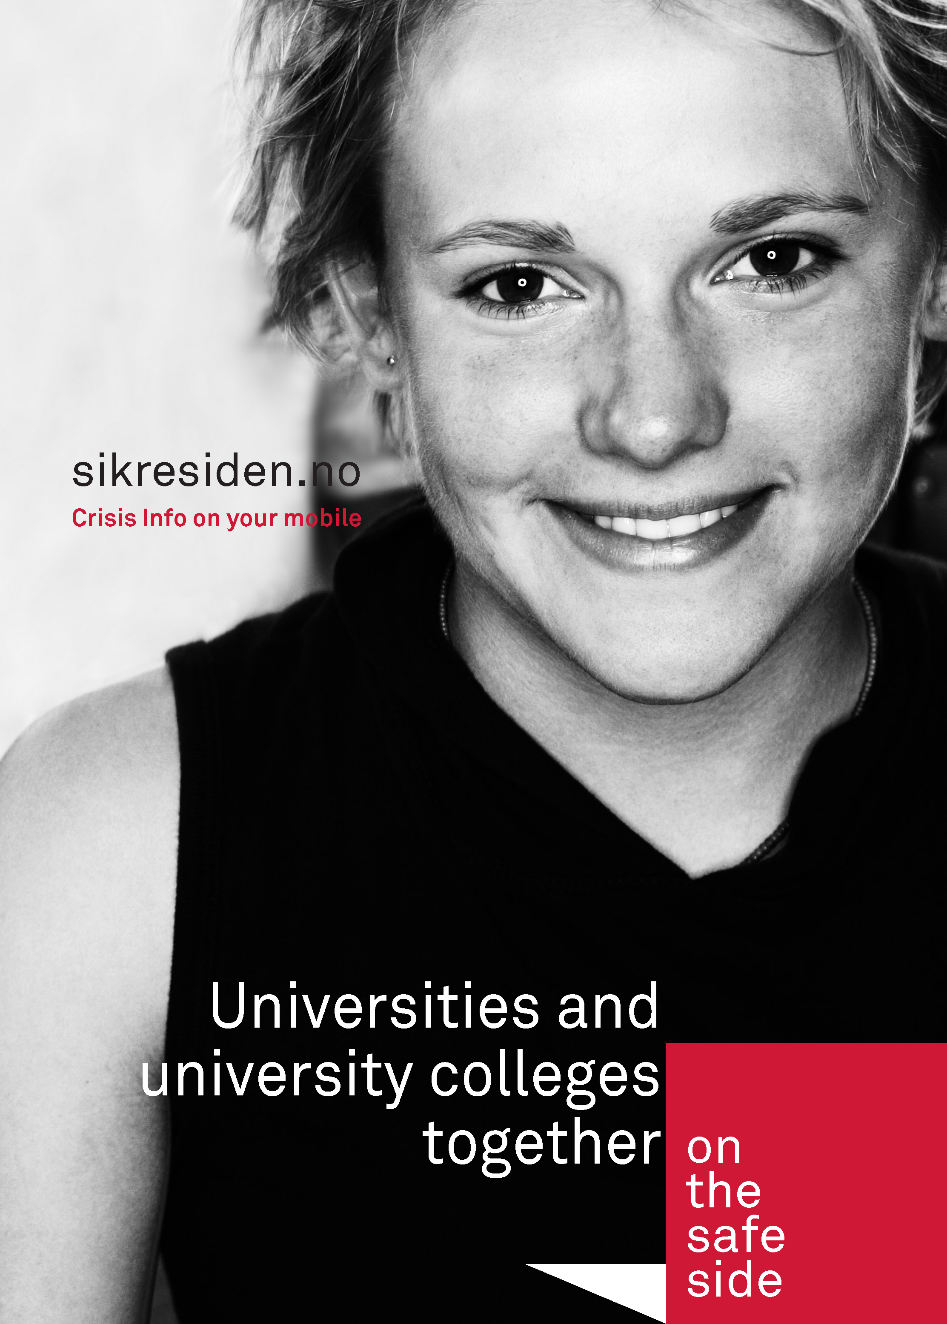 sikresiden.no
Crisis Info on your mobile
Universities and
university colleges
together
on
the
safe
side